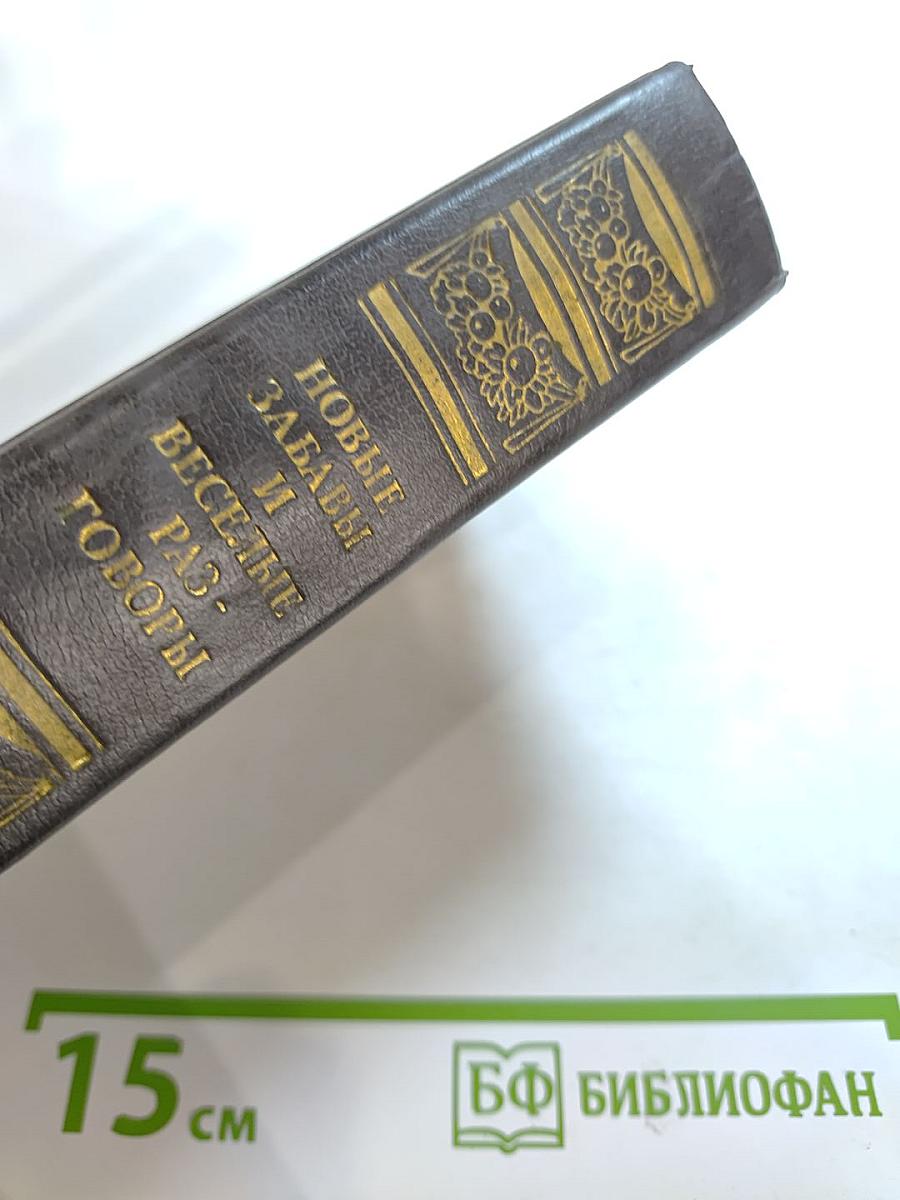 НОВЫЕ
ЗАБАВЫ
И
ВЕСЕЛЫЕ
РАЗ-
ГОВОРЫ
15 см
БФ БИБЛИОФАН